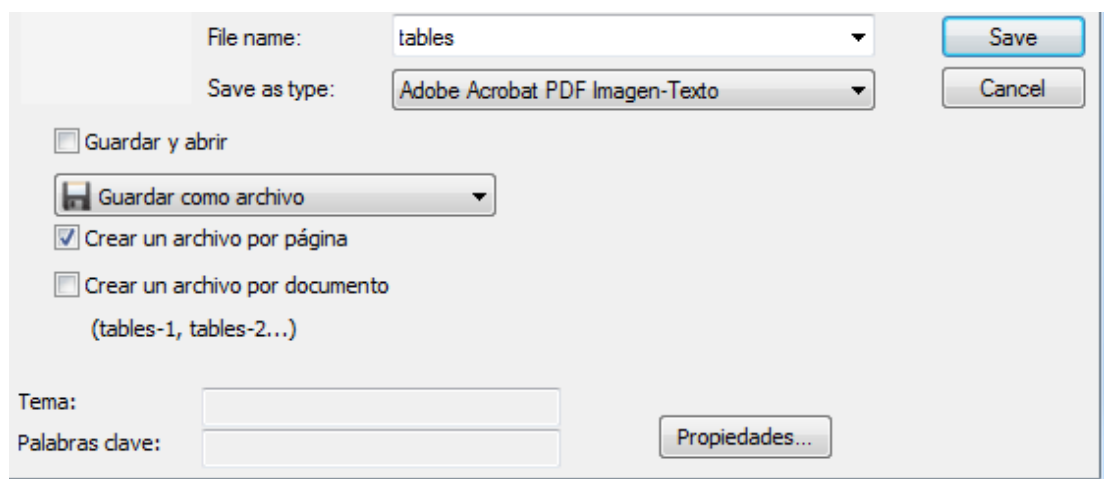 File name: tables Save
Save as type: Adobe Acrobat PDF Imagen-Texto Cancel
Guardar y abrir
Guardar como archivo
Crear un archivo por página
Crear un archivo por documento
(tables-1, tables-2...)
Tema:
Palabras clave: Propiedades...